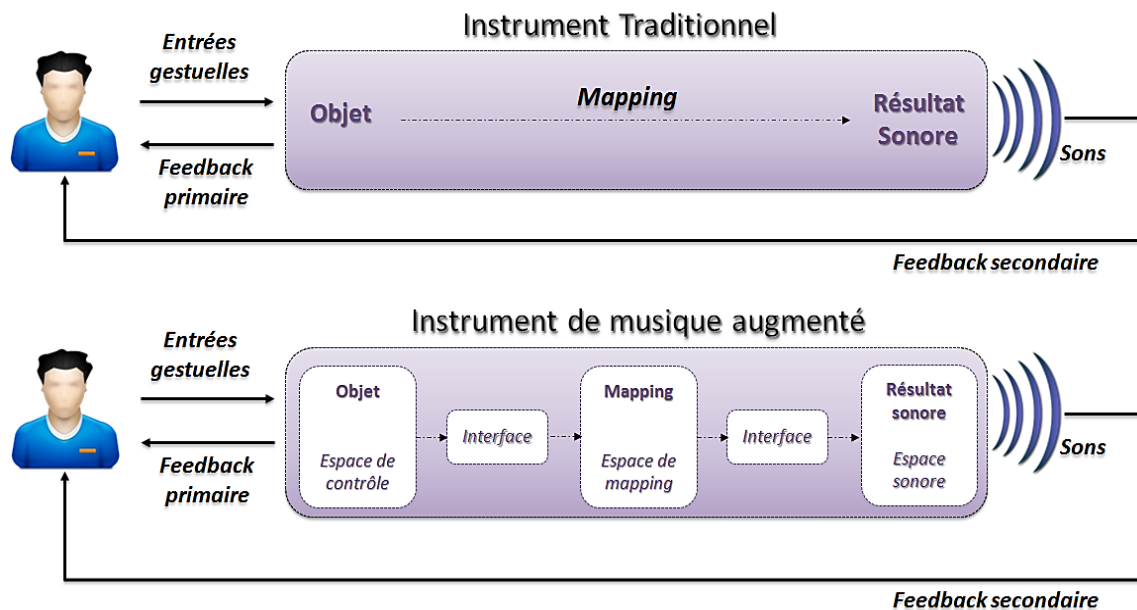 Instrument Traditionnel
Entrées
gestuelles
Objet
Mapping
Résultat
Sonore
Sons
Feedback
primaire
Feedback secondaire
Instrument de musique augmenté
Entrées
gestuelles
Objet
Espace de
contrôle
Interface
Mapping
Espace de
mapping
Interface
Résultat
sonore
Espace
sonore
Sons
Feedback
primaire
Feedback secondaire